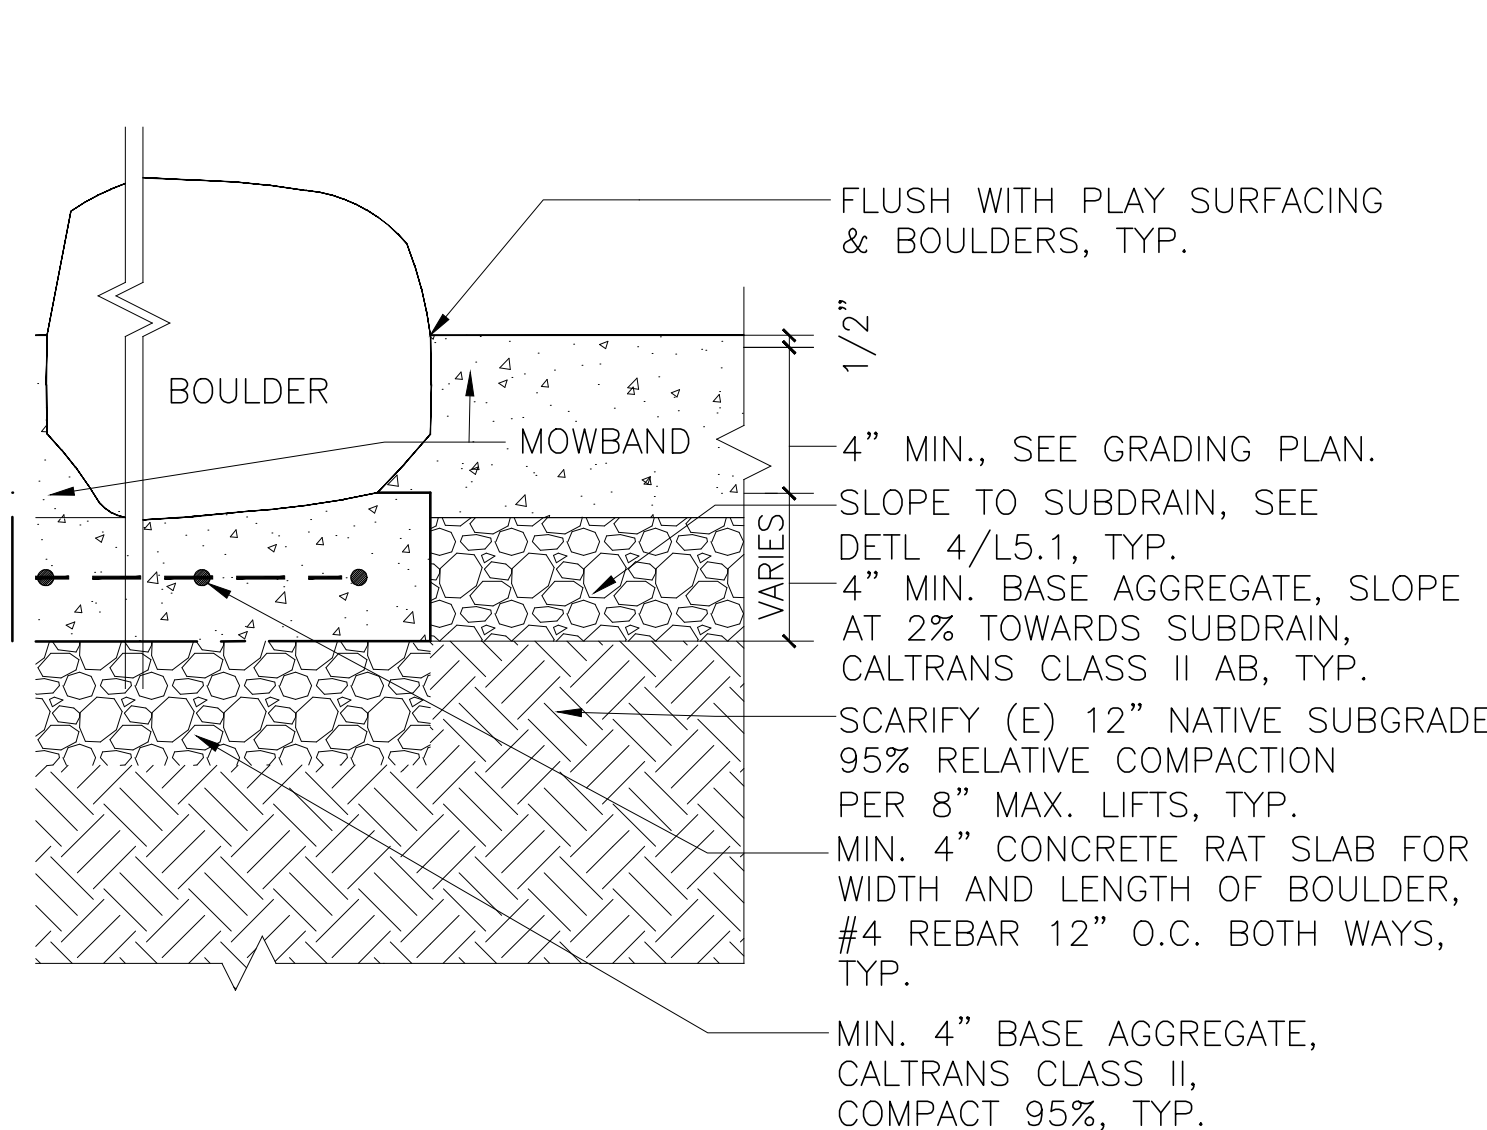 FLUSH WITH PLAY SURFACING
& BOULDERS, TYP.
1/2"
BOULDER
MOWBAND
4" MIN., SEE GRADING PLAN.
SLOPE TO SUBDRAIN, SEE
DETL 4/L5.1, TYP.
VARIES
4" MIN. BASE AGGREGATE, SLOPE
AT 2% TOWARDS SUBDRAIN,
CALTRANS CLASS II AB, TYP.
SCARIFY (E) 12" NATIVE SUBGRADE
95% RELATIVE COMPACTION
PER 8" MAX. LIFTS, TYP.
MIN. 4" CONCRETE RAT SLAB FOR
WIDTH AND LENGTH OF BOULDER,
#4 REBAR 12" O.C. BOTH WAYS,
TYP.
MIN. 4" BASE AGGREGATE,
CALTRANS CLASS II,
COMPACT 95%, TYP.